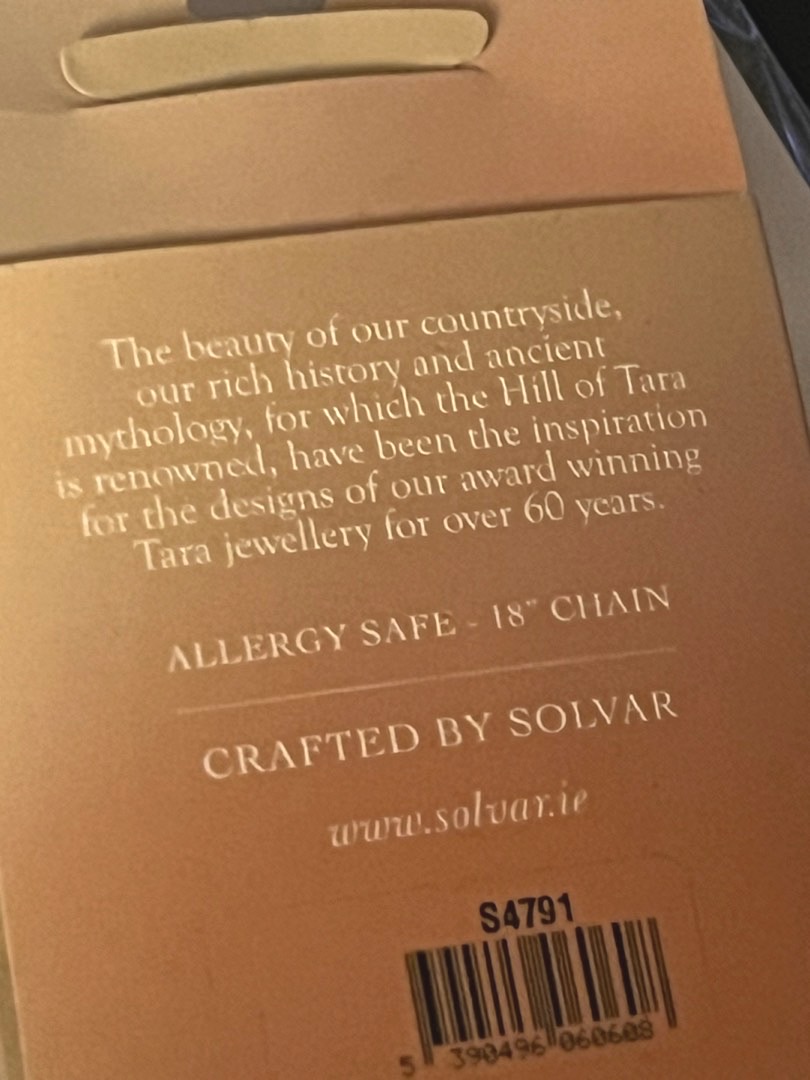 The beauty of our countryside,
our rich history and ancient
mythology, for which the Hill of Tara
is renowned, have been the inspiration
for the designs of our award winning
Tara jewellery for over 60 years.
ALLERGY SAFE - 18" CHAIN
CRAFTED BY SOLVAR
www.solvar.ie
S4791
5 390496 060608